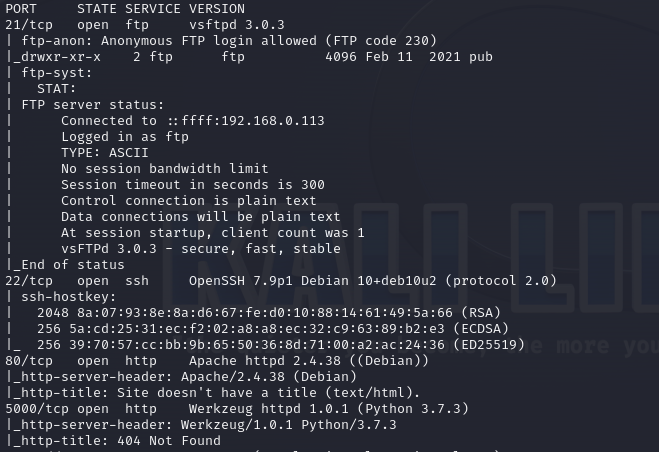 PORT     STATE SERVICE VERSION
21/tcp   open  ftp     vsftpd 3.0.3
| ftp-anon: Anonymous FTP login allowed (FTP code 230)
|_drwxr-xr-x    2 ftp      ftp          4096 Feb 11  2021 pub
| ftp-syst:
|   STAT:
| FTP server status:
|      Connected to ::ffff:192.168.0.113
|      Logged in as ftp
|      TYPE: ASCII
|      No session bandwidth limit
|      Session timeout in seconds is 300
|      Control connection is plain text
|      Data connections will be plain text
|      At session startup, client count was 1
|      vsFTPd 3.0.3 - secure, fast, stable
|_End of status
22/tcp   open  ssh     OpenSSH 7.9p1 Debian 10+deb10u2 (protocol 2.0)
| ssh-hostkey:
|   2048 8a:07:93:8e:8a:d6:67:fe:d0:10:88:14:61:49:5a:66 (RSA)
|   256 5a:cd:25:31:ec:f2:02:a8:a8:ec:32:c9:63:89:b2:e3 (ECDSA)
|_  256 39:70:57:cc:bb:9b:65:50:36:8d:71:00:a2:ac:24:36 (ED25519)
80/tcp   open  http    Apache httpd 2.4.38 ((Debian))
|_http-server-header: Apache/2.4.38 (Debian)
|_http-title: Site doesn't have a title (text/html).
5000/tcp open  http    Werkzeug httpd 1.0.1 (Python 3.7.3)
|_http-server-header: Werkzeug/1.0.1 Python/3.7.3
|_http-title: 404 Not Found
KALI LI
the more you